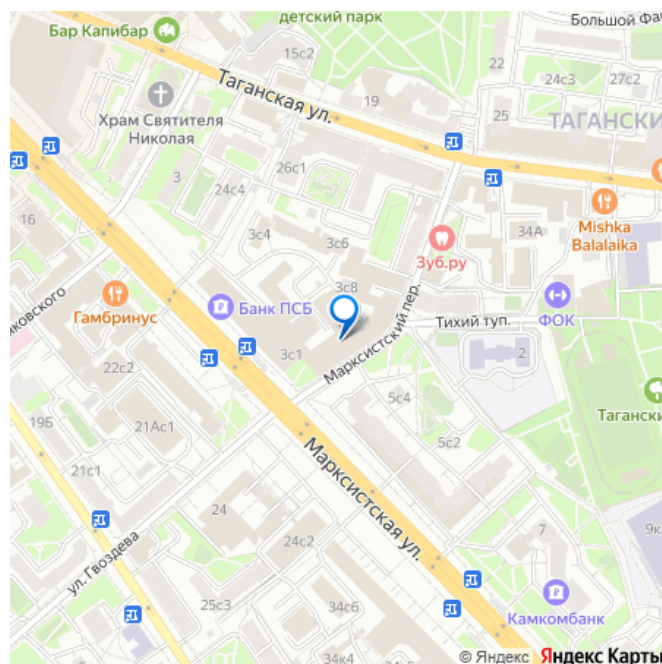 детский парк
Большой Фа
Бар Капибар
15с2
22
24с3
27с2
Таганская ул.
19
25
ТАГАНСКИ
Храм Святителя
Николая
26с1
3
24с4
16
3с4
3с6
34А
Mishka
Balalaika
Зуб.ру
3с8
иковского
Гамбринус
Банк ПСБ
Марксистский пер.
Тихий туп.
ФОК
3с1
2
22с2
5с4
Таганский
19Б
21Ас1
5с2
21с1
Марксистская ул.
24
7
9к
24с2
ул. Гвоздева
25с3
34с6
Камкомбанк
34к4
© Яндекс Яндекс Карты